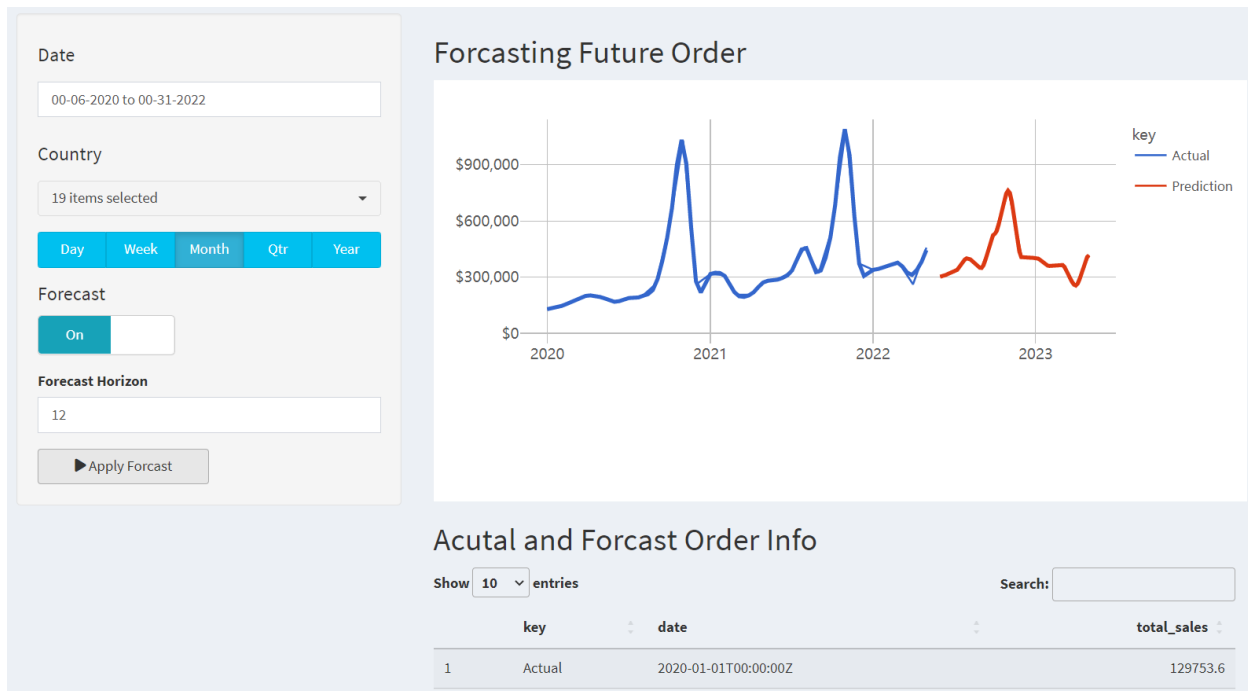 Date
00-06-2020 to 00-31-2022
Country
19 items selected
Day Week Month Qtr Year
Forecast
On
Forecast Horizon
12
Apply Forcast
Forcasting Future Order
$900,000
$600,000
$300,000
$0
2020 2021 2022 2023
key
Actual
Prediction
Acutal and Forcast Order Info
Show 10 entries Search:
key date total_sales
1 Actual 2020-01-01T00:00:00Z 129753.6